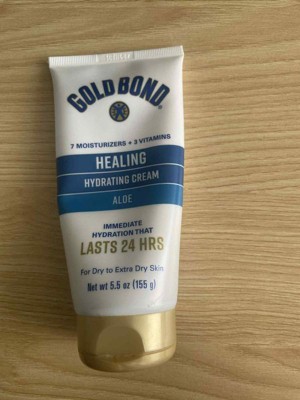 GOLD BOND
7 MOISTURIZERS + 3 VITAMINS
HEALING
HYDRATING CREAM
ALOE
IMMEDIATE
HYDRATION THAT
LASTS 24 HRS
For Dry to Extra Dry Skin
Net wt 5.5 oz (155 g)